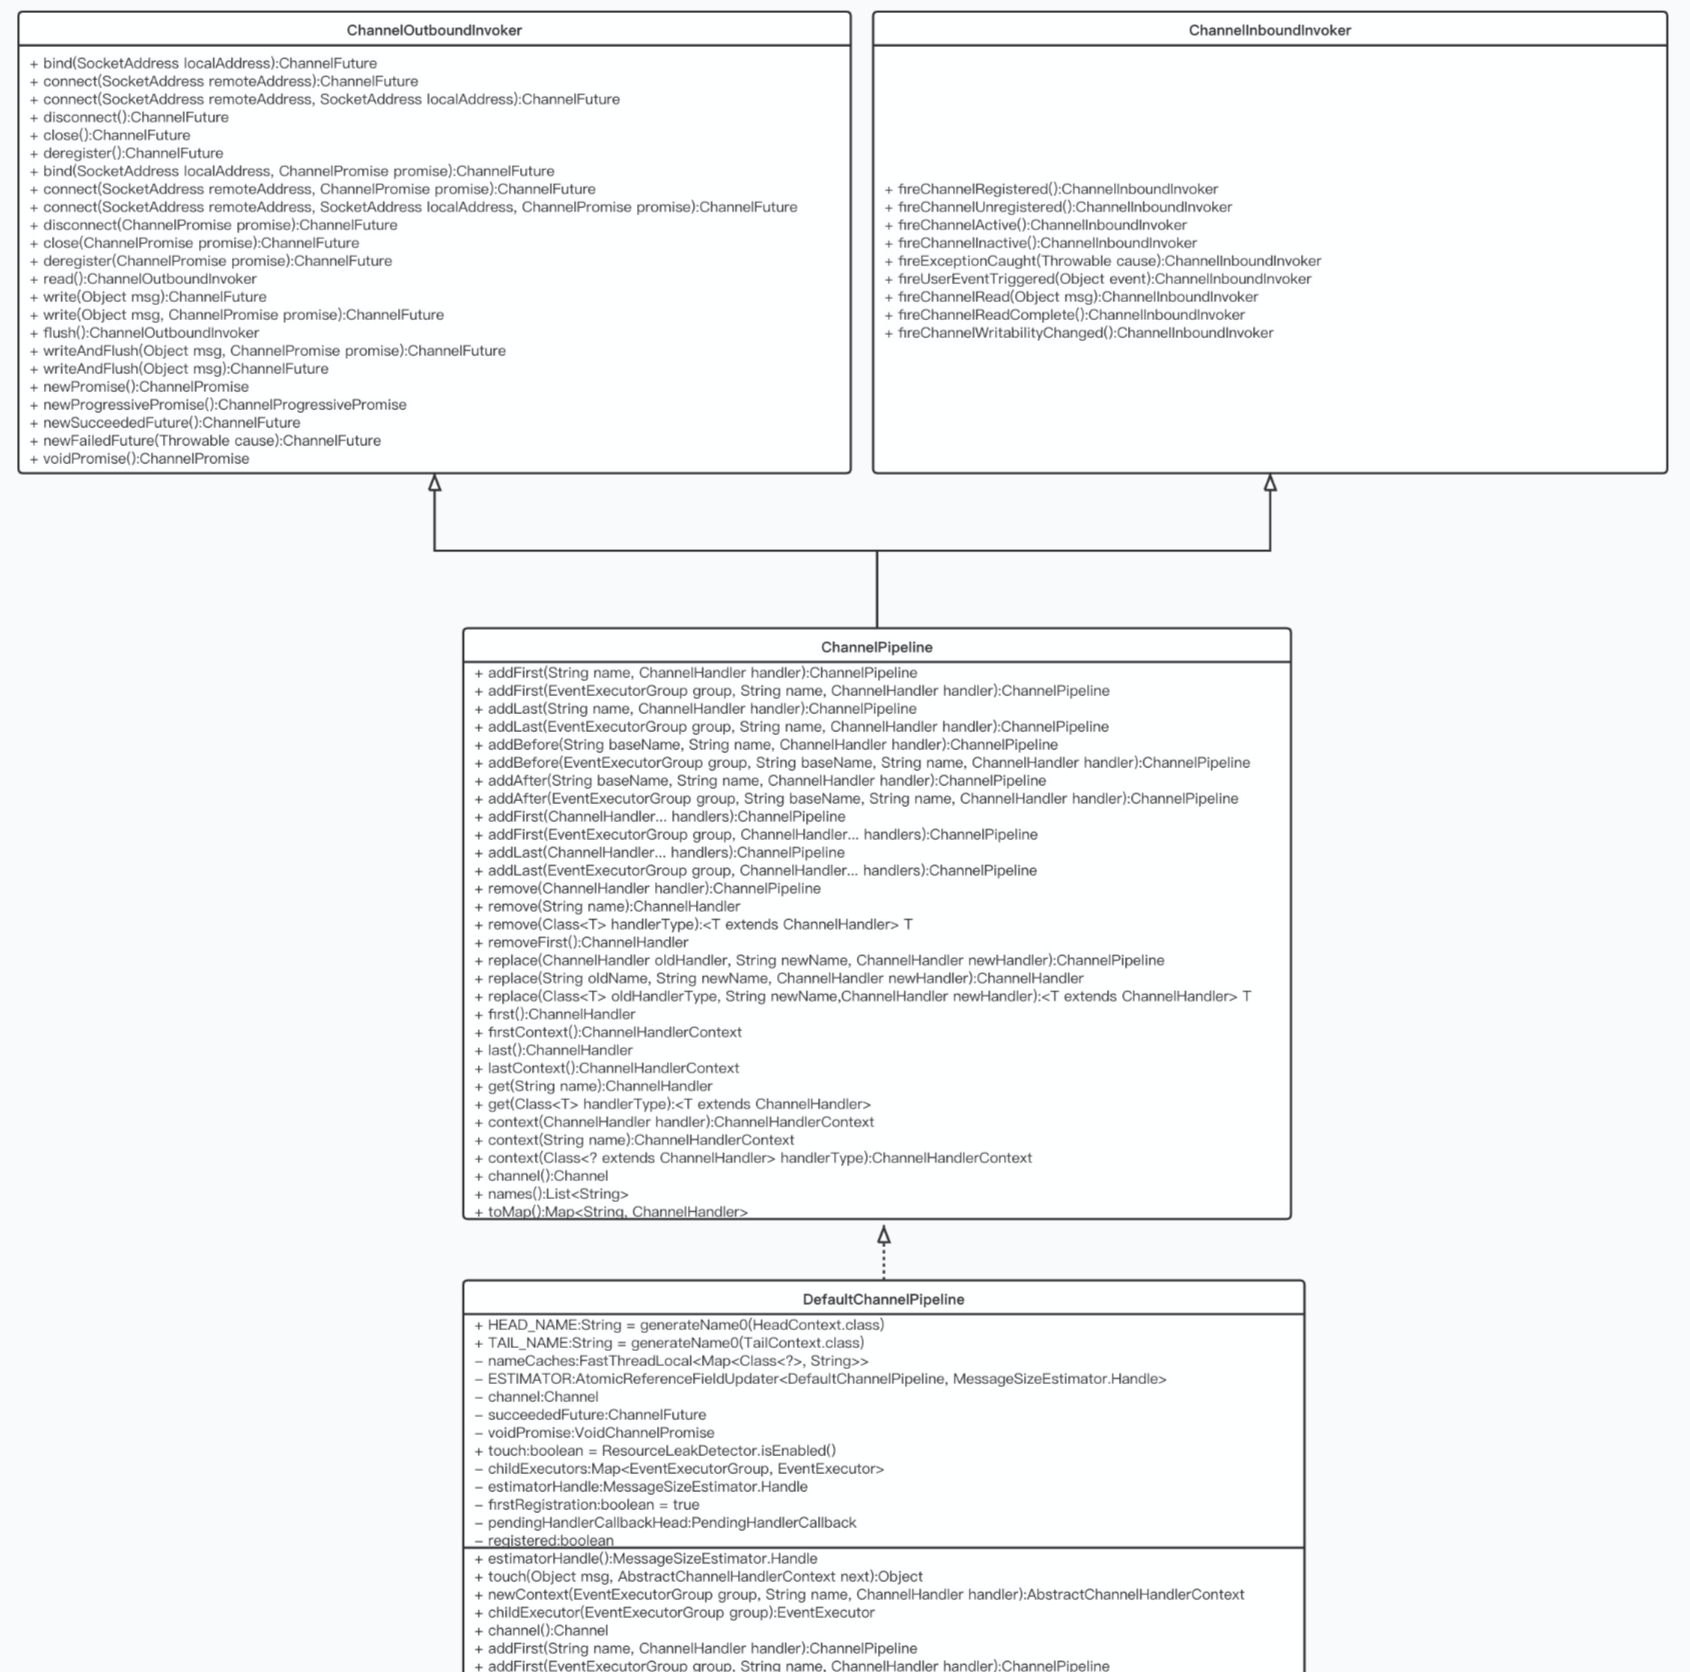 ChannelOutboundInvoker
+ bind(SocketAddress localAddress):ChannelFuture
+ connect(SocketAddress remoteAddress):ChannelFuture
+ connect(SocketAddress remoteAddress, SocketAddress localAddress):ChannelFuture
+ disconnect():ChannelFuture
+ close():ChannelFuture
+ deregister():ChannelFuture
+ bind(SocketAddress localAddress, ChannelPromise promise):ChannelFuture
+ connect(SocketAddress remoteAddress, ChannelPromise promise):ChannelFuture
+ connect(SocketAddress remoteAddress, SocketAddress localAddress, ChannelPromise promise):ChannelFuture
+ disconnect(ChannelPromise promise):ChannelFuture
+ close(ChannelPromise promise):ChannelFuture
+ deregister(ChannelPromise promise):ChannelFuture
+ read():ChannelOutboundInvoker
+ write(Object msg):ChannelFuture
+ write(Object msg, ChannelPromise promise):ChannelFuture
+ flush():ChannelOutboundInvoker
+ writeAndFlush(Object msg, ChannelPromise promise):ChannelFuture
+ writeAndFlush(Object msg):ChannelFuture
+ newPromise():ChannelPromise
+ newProgressivePromise():ChannelProgressivePromise
+ newSucceededFuture():ChannelFuture
+ newFailedFuture(Throwable cause):ChannelFuture
+ voidPromise():ChannelPromise
ChannelInboundInvoker
+ fireChannelRegistered():ChannelInboundInvoker
+ fireChannelUnregistered():ChannelInboundInvoker
+ fireChannelActive():ChannelInboundInvoker
+ fireChannelInactive():ChannelInboundInvoker
+ fireExceptionCaught(Throwable cause):ChannelInboundInvoker
+ fireUserEventTriggered(Object event):ChannelInboundInvoker
+ fireChannelRead(Object msg):ChannelInboundInvoker
+ fireChannelReadComplete():ChannelInboundInvoker
+ fireChannelWritabilityChanged():ChannelInboundInvoker
ChannelPipeline
+ addFirst(String name, ChannelHandler handler):ChannelPipeline
+ addFirst(EventExecutorGroup group, String name, ChannelHandler handler):ChannelPipeline
+ addLast(String name, ChannelHandler handler):ChannelPipeline
+ addLast(EventExecutorGroup group, String name, ChannelHandler handler):ChannelPipeline
+ addBefore(String baseName, String name, ChannelHandler handler):ChannelPipeline
+ addBefore(EventExecutorGroup group, String baseName, String name, ChannelHandler handler):ChannelPipeline
+ addAfter(String baseName, String name, ChannelHandler handler):ChannelPipeline
+ addAfter(EventExecutorGroup group, String baseName, String name, ChannelHandler handler):ChannelPipeline
+ addFirst(ChannelHandler... handlers):ChannelPipeline
+ addFirst(EventExecutorGroup group, ChannelHandler... handlers):ChannelPipeline
+ addLast(ChannelHandler... handlers):ChannelPipeline
+ addLast(EventExecutorGroup group, ChannelHandler... handlers):ChannelPipeline
+ remove(ChannelHandler handler):ChannelPipeline
+ remove(String name):ChannelHandler
+ remove(Class<T> handlerType):<T extends ChannelHandler> T
+ removeFirst():ChannelHandler
+ replace(ChannelHandler oldHandler, String newName, ChannelHandler newHandler):ChannelPipeline
+ replace(String oldName, String newName, ChannelHandler newHandler):ChannelHandler
+ replace(Class<T> oldHandlerType, String newName,ChannelHandler newHandler):<T extends ChannelHandler> T
+ first():ChannelHandler
+ firstContext():ChannelHandlerContext
+ last():ChannelHandler
+ lastContext():ChannelHandlerContext
+ get(String name):ChannelHandler
+ get(Class<T> handlerType):<T extends ChannelHandler>
+ context(ChannelHandler handler):ChannelHandlerContext
+ context(String name):ChannelHandlerContext
+ context(Class<? extends ChannelHandler> handlerType):ChannelHandlerContext
+ channel():Channel
+ names():List<String>
+ toMap():Map<String, ChannelHandler>
DefaultChannelPipeline
+ HEAD_NAME:String = generateName0(HeadContext.class)
+ TAIL_NAME:String = generateName0(TailContext.class)
– nameCaches:FastThreadLocal<Map<Class<?>, String>>
– ESTIMATOR:AtomicReferenceFieldUpdater<DefaultChannelPipeline, MessageSizeEstimator.Handle>
– channel:Channel
– succeededFuture:ChannelFuture
– voidPromise:VoidChannelPromise
+ touch:boolean = ResourceLeakDetector.isEnabled()
– childExecutors:Map<EventExecutorGroup, EventExecutor>
– estimatorHandle:MessageSizeEstimator.Handle
– firstRegistration:boolean = true
– pendingHandlerCallbackHead:PendingHandlerCallback
– registered:boolean
+ estimatorHandle():MessageSizeEstimator.Handle
+ touch(Object msg, AbstractChannelHandlerContext next):Object
+ newContext(EventExecutorGroup group, String name, ChannelHandler handler):AbstractChannelHandlerContext
+ childExecutor(EventExecutorGroup group):EventExecutor
+ channel():Channel
+ addFirst(String name, ChannelHandler handler):ChannelPipeline
+ addFirst(EventExecutorGroup group, String name, ChannelHandler handler):ChannelPipeline